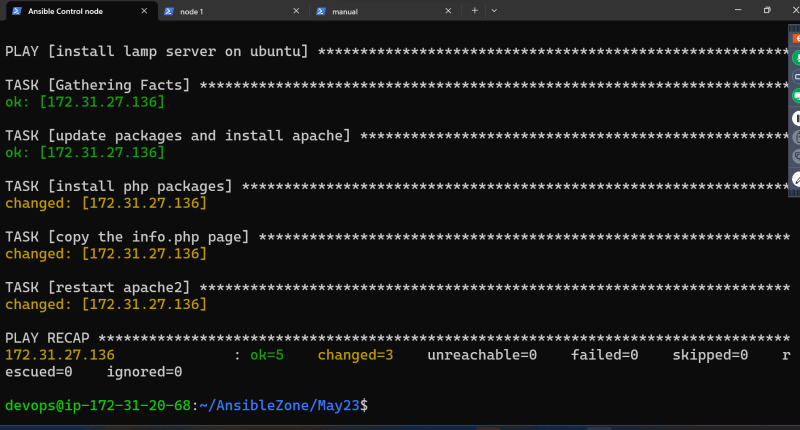 Ansible Control node
node 1
manual
PLAY [install lamp server on ubuntu] ********************************************************
TASK [Gathering Facts] **********************************************************************
ok: [172.31.27.136]
TASK [update packages and install apache] ***************************************************
ok: [172.31.27.136]
TASK [install php packages] *****************************************************************
changed: [172.31.27.136]
TASK [copy the info.php page] ***************************************************************
changed: [172.31.27.136]
TASK [restart apache2] **********************************************************************
changed: [172.31.27.136]
PLAY RECAP **********************************************************************************
172.31.27.136              : ok=5    changed=3    unreachable=0    failed=0    skipped=0    r
escued=0    ignored=0
devops@ip-172-31-20-68:~/AnsibleZone/May23$